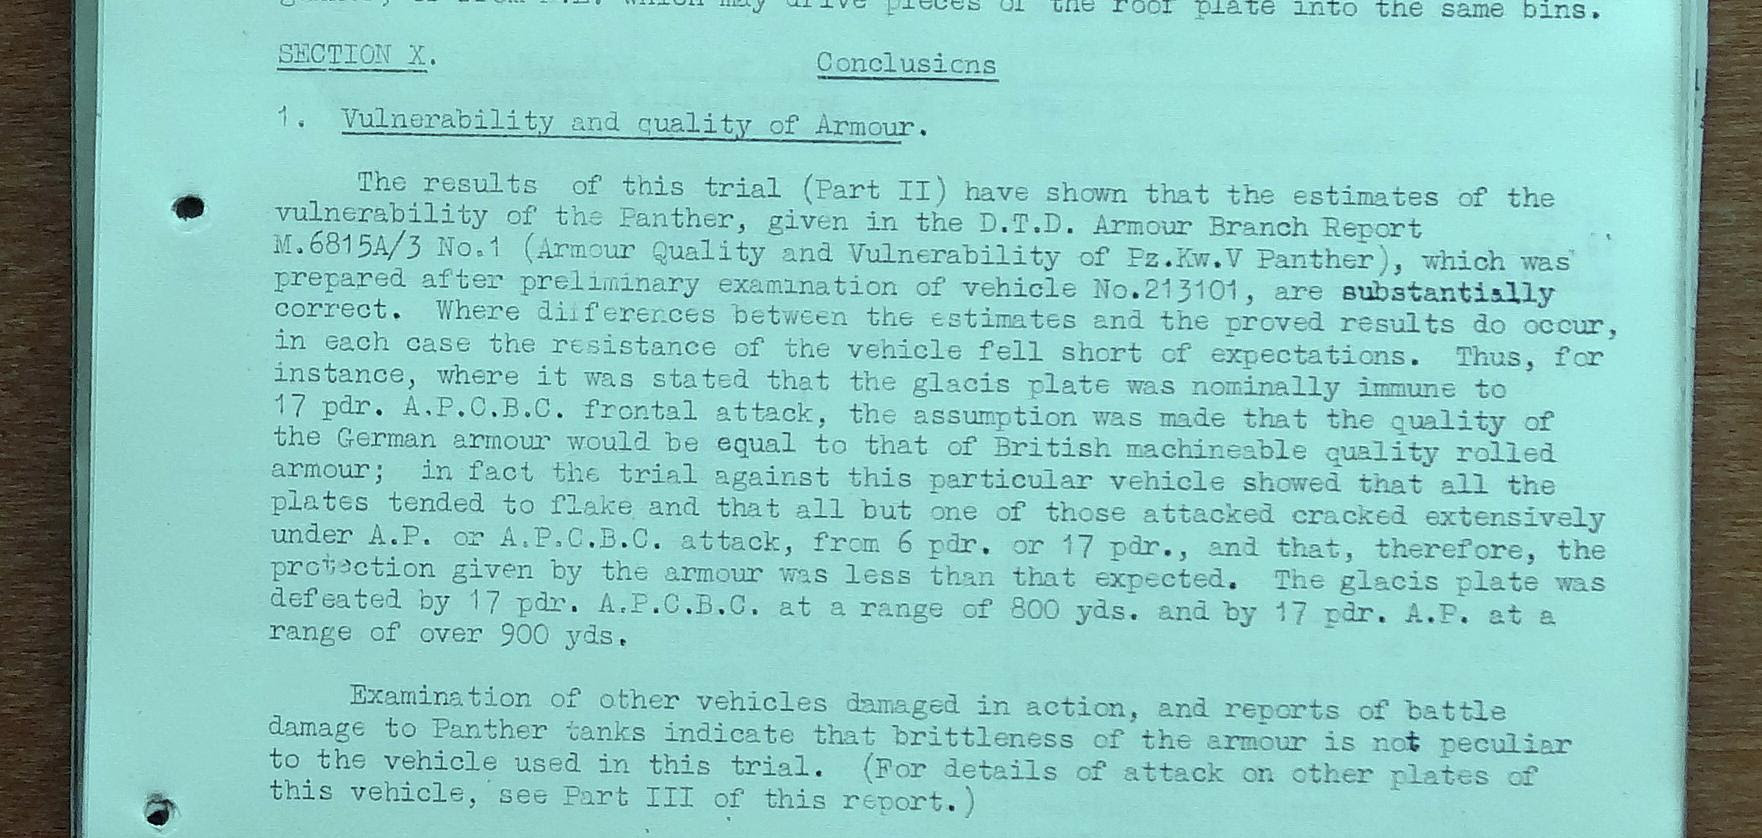 which may drive pieces of the roof plate into the same bins.
SECTION X. Conclusions
1. Vulnerability and quality of Armour.
The results of this trial (Part II) have shown that the estimates of the
vulnerability of the Panther, given in the D.T.D. Armour Branch Report
M.6815A/3 No.1 (Armour Quality and Vulnerability of Pz.Kw.V Panther), which was
prepared after preliminary examination of vehicle No.213101, are substantially
correct. Where differences between the estimates and the proved results do occur,
in each case the resistance of the vehicle fell short of expectations. Thus, for
instance, where it was stated that the glacis plate was nominally immune to
17 pdr. A.P.C.B.C. frontal attack, the assumption was made that the quality of
the German armour would be equal to that of British machineable quality rolled
armour; in fact the trial against this particular vehicle showed that all the
plates tended to flake and that all but one of those attacked cracked extensively
under A.P. or A.P.C.B.C. attack, from 6 pdr. or 17 pdr., and that, therefore, the
protection given by the armour was less than that expected. The glacis plate was
defeated by 17 pdr. A.P.C.B.C. at a range of 800 yds. and by 17 pdr. A.P. at a
range of over 900 yds.
Examination of other vehicles damaged in action, and reports of battle
damage to Panther tanks indicate that brittleness of the armour is not peculiar
to the vehicle used in this trial. (For details of attack on other plates of
this vehicle, see Part III of this report.)